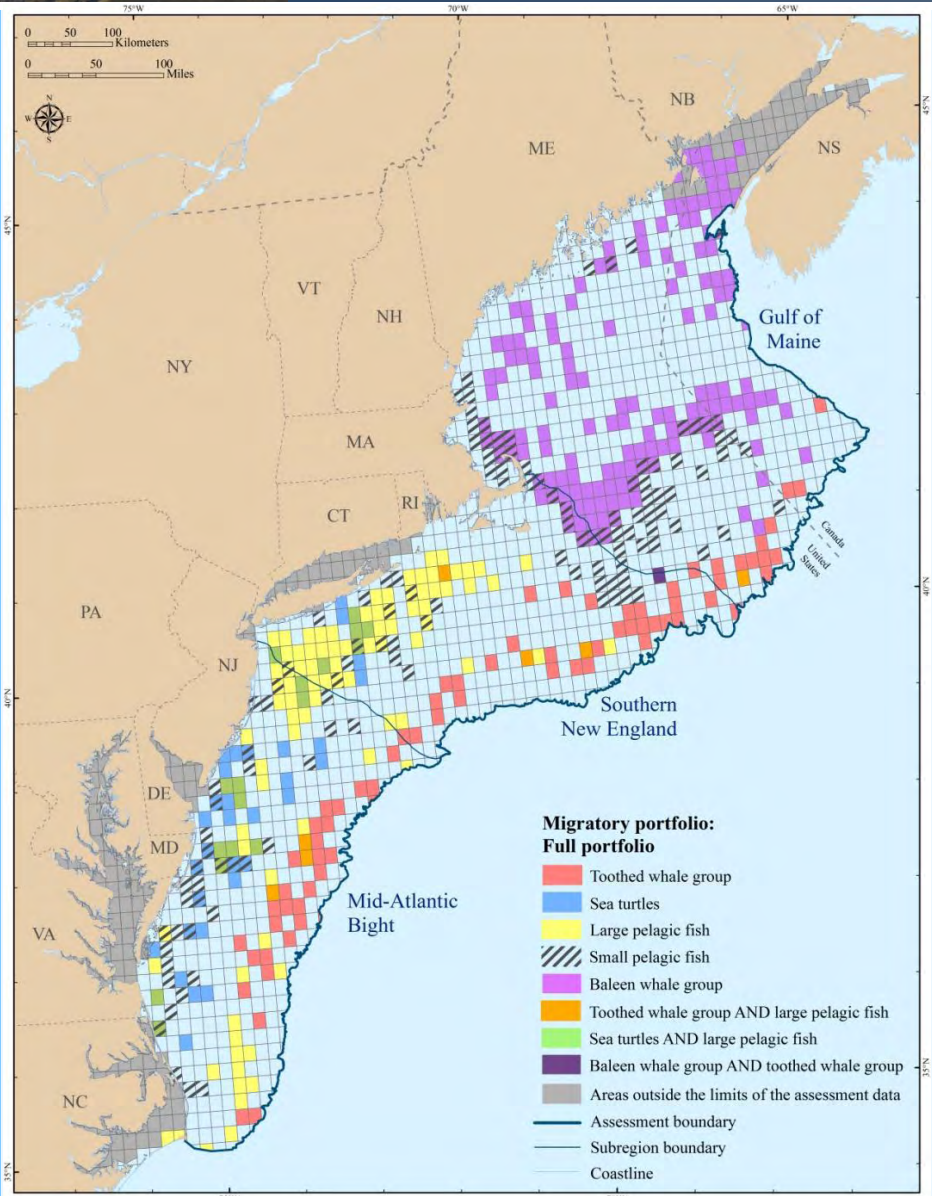 75°W
70°W
65°W
0 50 100
Kilometers
0 50 100
Miles
N
W E
S
NB
45°N
ME
NS
45°N
VT
NH
Gulf of
Maine
NY
MA
CT
RI
Canada
United
States
40°N
PA
NJ
40°N
Southern
New England
DE
MD
Mid-Atlantic
Bight
VA
NC
35°N
35°N
Migratory portfolio:
Full portfolio
Toothed whale group
Sea turtles
Large pelagic fish
Small pelagic fish
Baleen whale group
Toothed whale group AND large pelagic fish
Sea turtles AND large pelagic fish
Baleen whale group AND toothed whale group
Areas outside the limits of the assessment data
Assessment boundary
Subregion boundary
Coastline